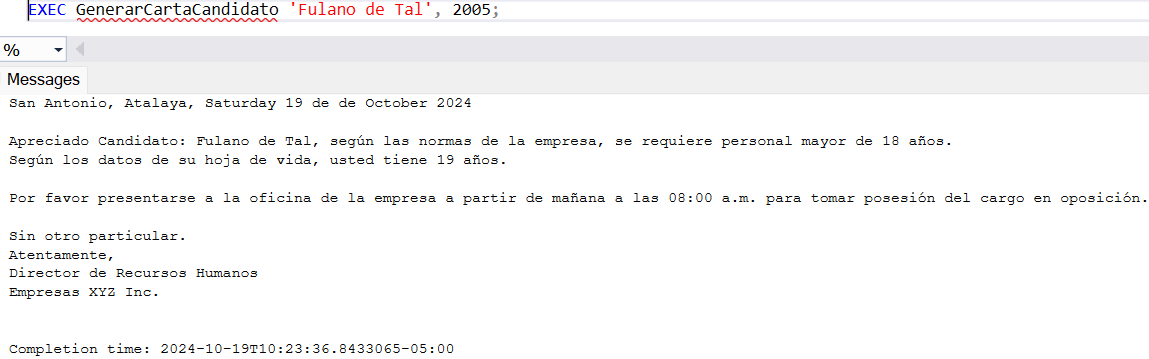 EXEC GenerarCartaCandidato 'Fulano de Tal', 2005;
%
Messages
San Antonio, Atalaya, Saturday 19 de de October 2024
Apreciado Candidato: Fulano de Tal, según las normas de la empresa, se requiere personal mayor de 18 años.
Según los datos de su hoja de vida, usted tiene 19 años.
Por favor presentarse a la oficina de la empresa a partir de mañana a las 08:00 a.m. para tomar posesión del cargo en oposición.
Sin otro particular.
Atentamente,
Director de Recursos Humanos
Empresas XYZ Inc.
Completion time: 2024-10-19T10:23:36.8433065-05:00